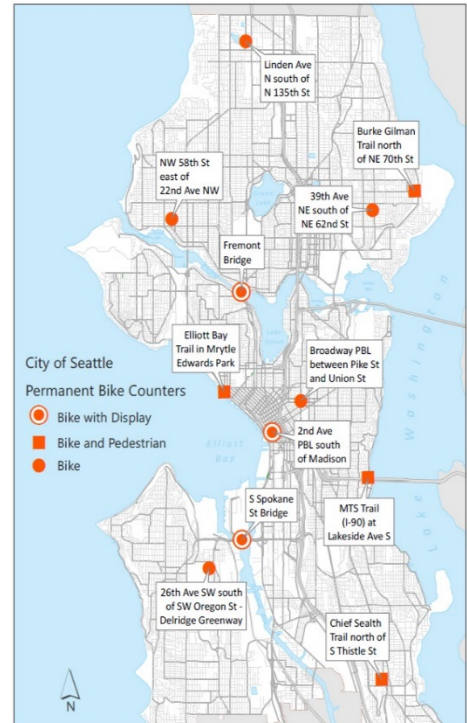 Linden Ave
N south of
N 135th St
Burke Gilman
Trail north
of NE 70th St
NW 58th St
east of
22nd Ave NW
39th Ave
NE south of
NE 62nd St
Fremont
Bridge
Elliott Bay
Trail in Mrytle
Edwards Park
Broadway PBL
between Pike St
and Union St
City of Seattle
Permanent Bike Counters
Bike with Display
Bike and Pedestrian
Bike
2nd Ave
PBL south
of Madison
Elliott
Bay
Lake Washington
S Spokane
St Bridge
MTS Trail
(I-90) at
Lakeside Ave S
26th Ave SW south
of SW Oregon St -
Delridge Greenway
Chief Sealth
Trail north of
S Thistle St
N